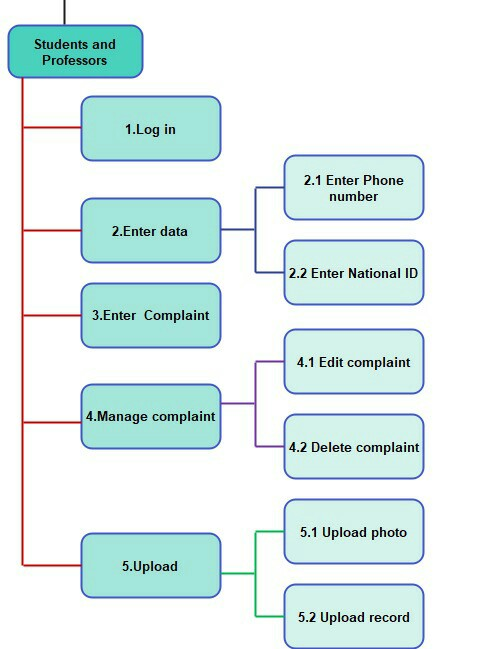 Students and
Professors
1.Log in
2.Enter data
2.1 Enter Phone
number
2.2 Enter National ID
3.Enter  Complaint
4.Manage complaint
4.1 Edit complaint
4.2 Delete complaint
5.Upload
5.1 Upload photo
5.2 Upload record